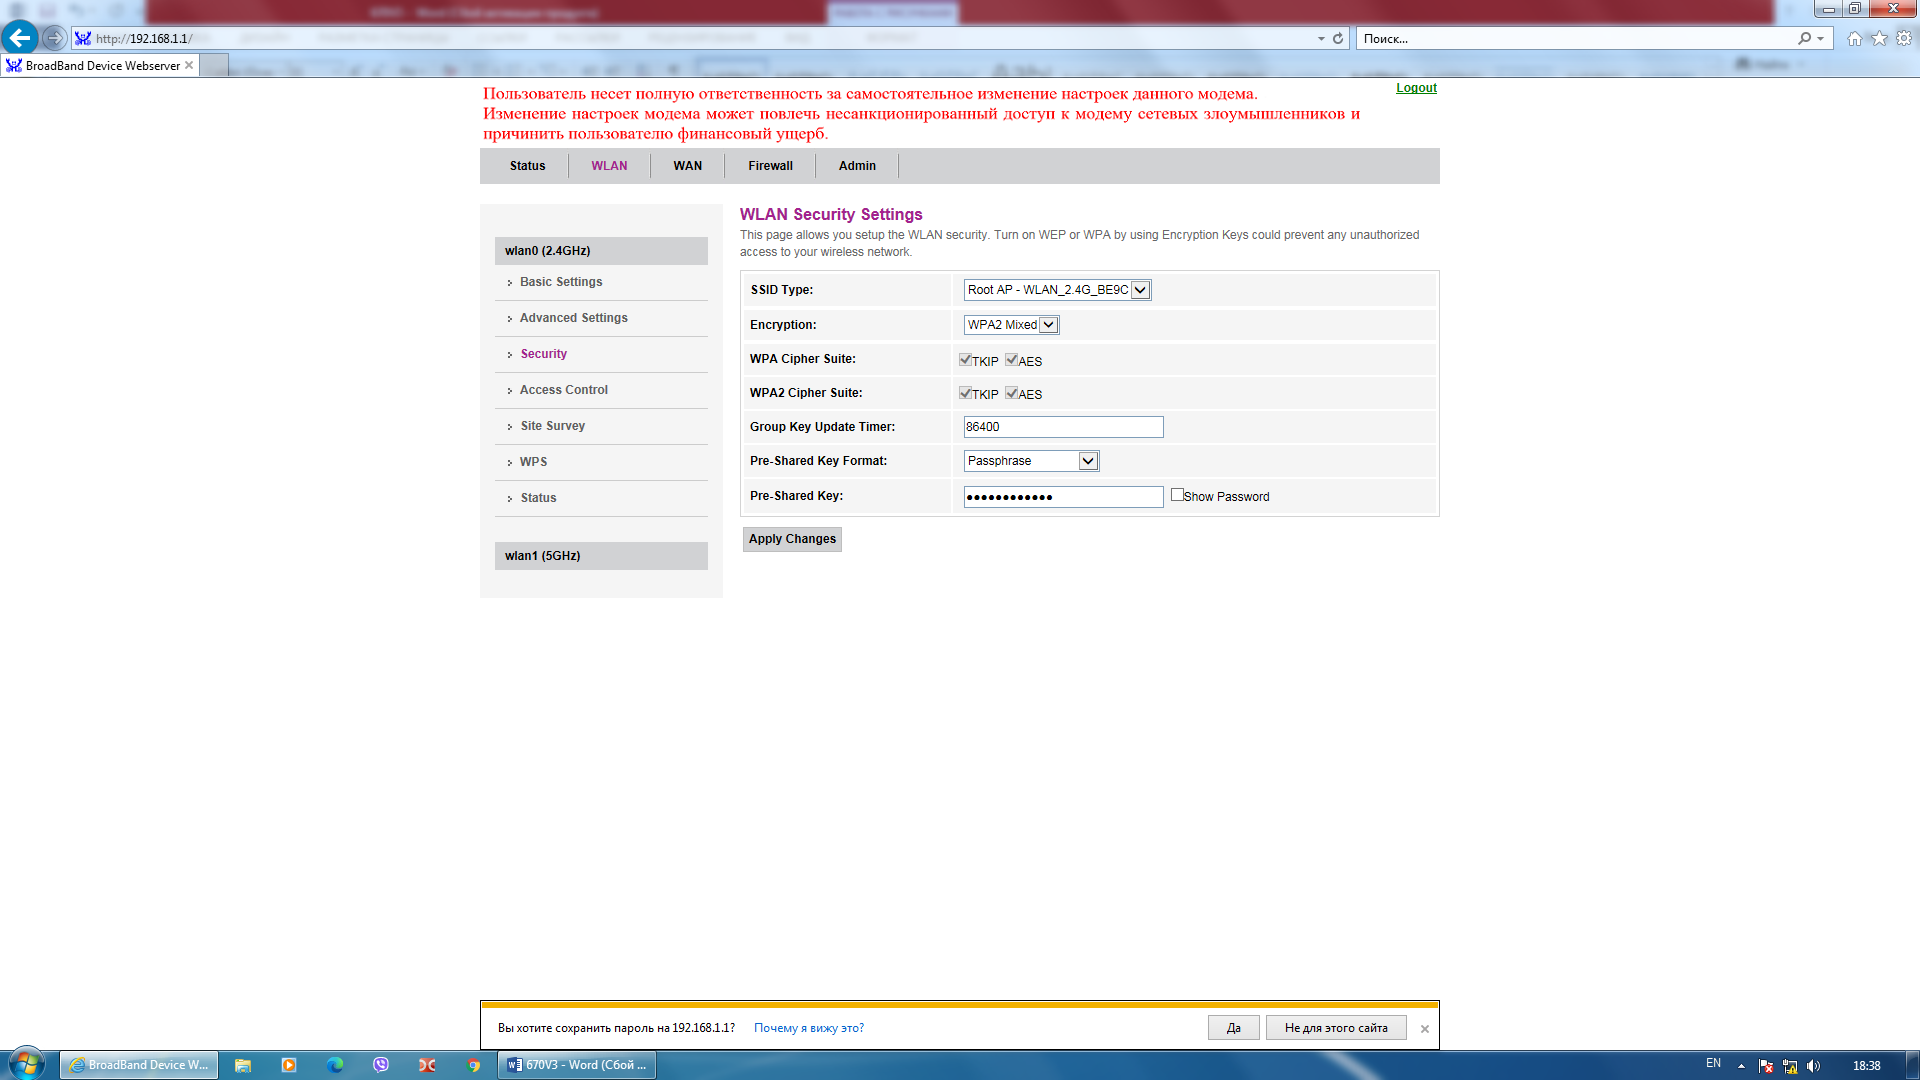 http://192.168.1.1/
Поиск...
BroadBand Device Webserver
Пользователь несет полную ответственность за самостоятельное изменение настроек данного модема.
Изменение настроек модема может повлечь несанкционированный доступ к модему сетевых злоумышленников и
причинить пользователю финансовый ущерб.
Logout
Status WLAN WAN Firewall Admin
wlan0 (2.4GHz)
Basic Settings
Advanced Settings
Security
Access Control
Site Survey
WPS
Status
wlan1 (5GHz)
WLAN Security Settings
This page allows you setup the WLAN security. Turn on WEP or WPA by using Encryption Keys could prevent any unauthorized
access to your wireless network.
SSID Type: Root AP - WLAN_2.4G_BE9C
Encryption: WPA2 Mixed
WPA Cipher Suite: TKIP AES
WPA2 Cipher Suite: TKIP AES
Group Key Update Timer: 86400
Pre-Shared Key Format: Passphrase
Pre-Shared Key: •••••••••••• Show Password
Apply Changes
Вы хотите сохранить пароль на 192.168.1.1? Почему я вижу это? Да Не для этого сайта
BroadBand Device W... 670V3 - Word (Сбой ... EN 18:38